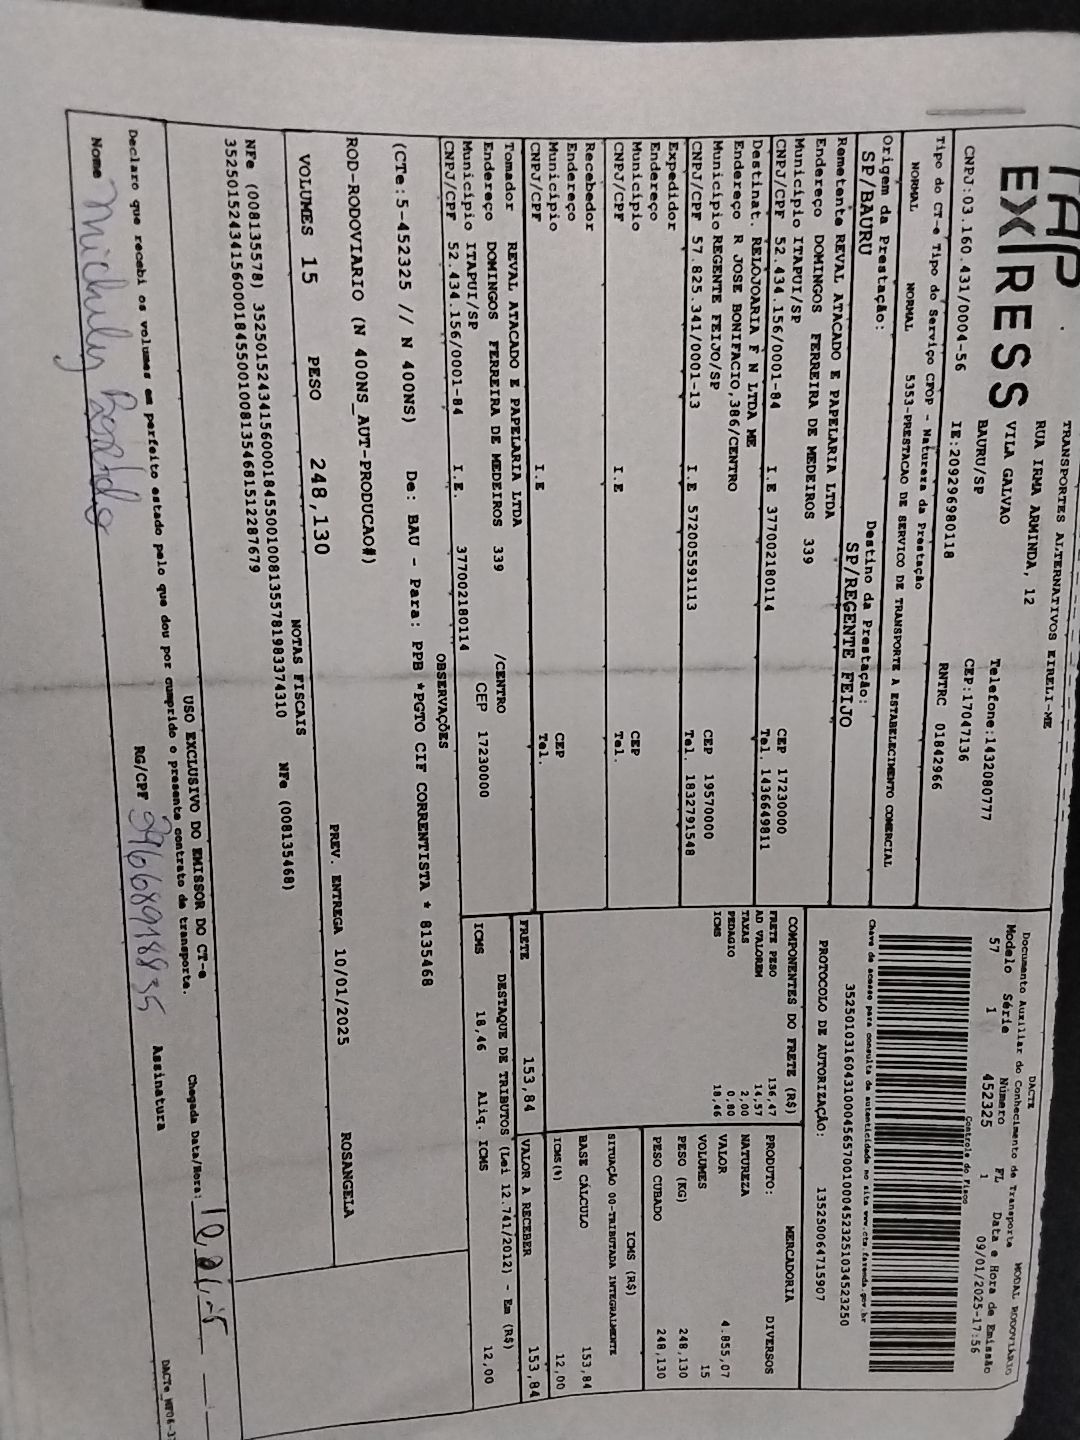 TAP EXPRESS
TRANSPORTES ALTERNATIVOS EIRELI-ME
RUA IRMA ARMINDA, 12
VILA GALVAO
BAURU/SP
Telefone:1432080777
CEP:17047136
CNPJ:03.160.431/0004-56 IE:209296980118
Tipo do CT-e Tipo do Serviço CFOP - Natureza da Prestação RNTRC 01842966
NORMAL NORMAL 5353-PRESTACAO DE SERVICO DE TRANSPORTE A ESTABELECIMENTO COMERCIAL
Origem da Prestação: Destino da Prestação:
SP/BAURU SP/REGENTE FEIJO
Remetente REVAL ATACADO E PAPELARIA LTDA
Endereço DOMINGOS FERREIRA DE MEDEIROS 339
Município ITAPUI/SP CEP 17230000
CNPJ/CPF 52.434.156/0001-84 I.E 377002180114 Tel. 1436649811
Destinat. RELOJOARIA F N LTDA ME
Endereço R JOSE BONIFACIO,386/CENTRO
Município REGENTE FEIJO/SP CEP 19570000
CNPJ/CPF 57.825.341/0001-13 I.E 572005591113 Tel. 1832791548
Expedidor
Endereço
Município CEP
CNPJ/CPF I.E Tel.
Recebedor
Endereço
Município CEP
CNPJ/CPF I.E Tel.
Tomador REVAL ATACADO E PAPELARIA LTDA
Endereço DOMINGOS FERREIRA DE MEDEIROS 339 /CENTRO
Município ITAPUI/SP CEP 17230000
CNPJ/CPF 52.434.156/0001-84 I.E. 377002180114
DACTE MODAL RODOVIÁRIO
Documento Auxiliar do Conhecimento de Transporte
Modelo Série Número FL Data e Hora de Emissão
57 1 452325 1 09/01/2025-17:56
Controle do Fisco
Chave de acesso para consulta de autenticidade no site www.cte.fazenda.gov.br
35250103160431000456570010004523251034523250
PROTOCOLO DE AUTORIZAÇÃO: 135250064715907
COMPONENTES DO FRETE (R$)
FRETE PESO 136,47
AD VALOREM 14,57
TAXAS 2,00
PEDAGIO 0,80
ICMS 18,46
MERCADORIA
PRODUTO: DIVERSOS
NATUREZA
VALOR 4.855,07
VOLUMES 15
PESO (KG) 248,130
PESO CUBADO 248,130
ICMS (R$)
SITUAÇÃO 00-TRIBUTADA INTEGRALMENTE
BASE CÁLCULO 153,84
ICMS(%) 12,00
FRETE 153,84 VALOR A RECEBER 153,84
DESTAQUE DE TRIBUTOS (Lei 12.741/2012) - Em (R$)
ICMS 18,46 Aliq. ICMS 12,00
OBSERVAÇÕES
(CTe:5-452325 // N 400NS) De: BAU - Para: PPB *PGTO CIF CORRENTISTA * 8135468
ROD-RODOVIARIO (N 400NS_AUT-PRODUCAO#)
PREV. ENTREGA 10/01/2025 ROSANGELA
VOLUMES 15 PESO 248,130
NOTAS FISCAIS
NFe (008135578) 35250152434156000184550010081355781983374310 NFe (008135468)
35250152434156000184550010081354681512287679
USO EXCLUSIVO DO EMISSOR DO CT-e
Declaro que recebi os volumes em perfeito estado pelo que dou por cumprido o presente contrato de transporte.
Chegada Data/Hora: 10,01,25
Nome
RG/CPF 39668918835 Assinatura